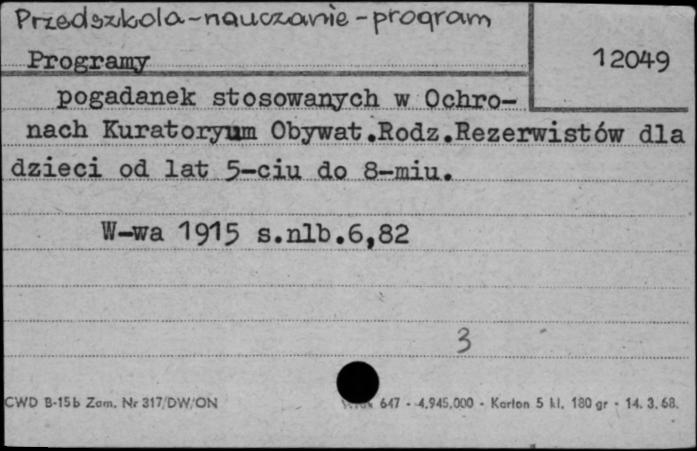 Przedszkola-nauczanie-program
Programy
12049
pogadanek stosowanych w Ochro-
nach Kuratoryum Obywat.Rodz.Rezerwistów dla
dzieci od lat 5-ciu do 8-miu.
W-wa 1915 s.nlb.6,82
3
CWD B-15b Zam. Nr 317/DW/ON
647 - 4.945.000 - Karton 5 kl. 180 gr - 14. 3. 68.